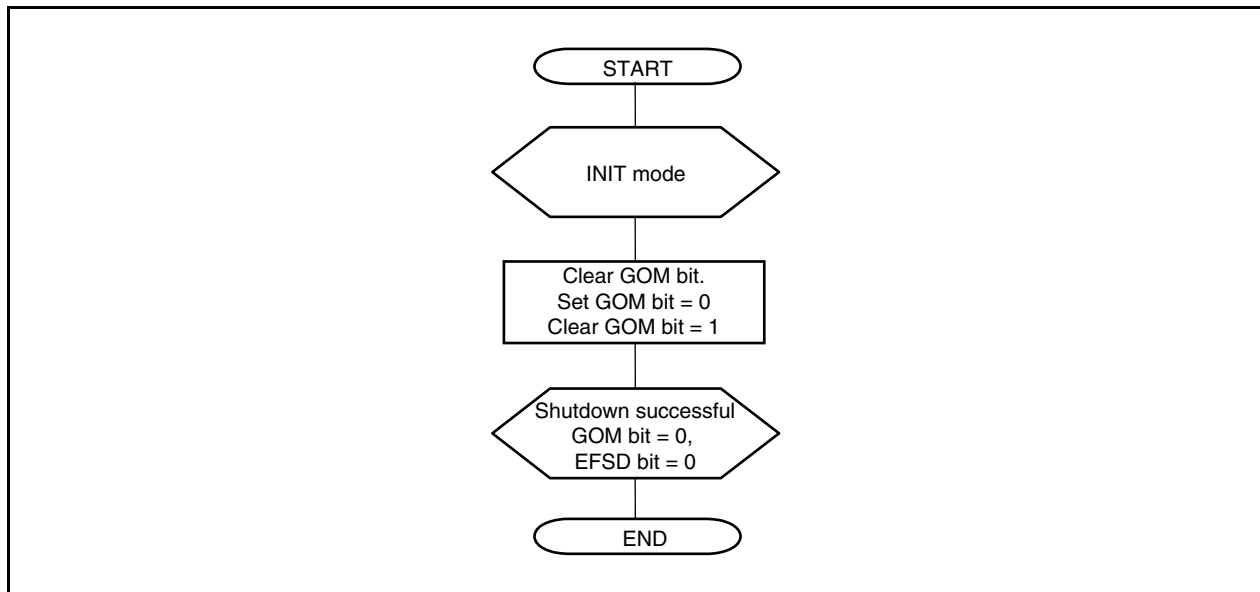 START
INIT mode
Clear GOM bit.
Set GOM bit = 0
Clear GOM bit = 1
Shutdown successful
GOM bit = 0,
EFSD bit = 0
END